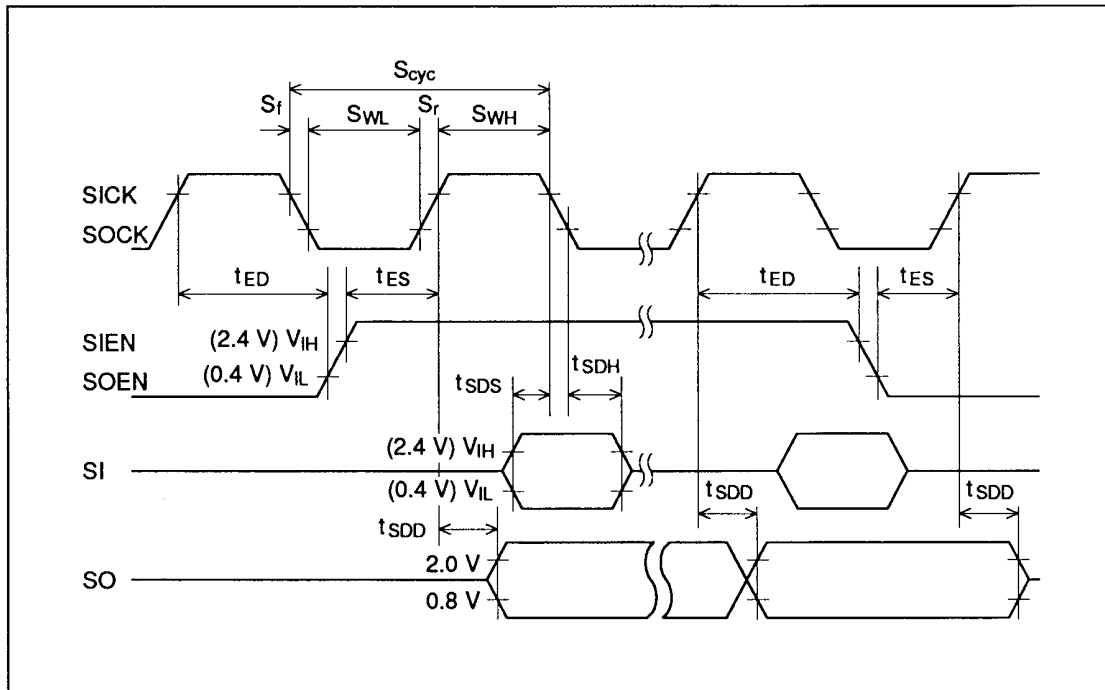 Scyc
Sf SWL Sr SWH
SICK
SOCK
tED tES tED tES
SIEN (2.4 V) VIH
SOEN (0.4 V) VIL
tSDS tSDH
(2.4 V) VIH
SI
(0.4 V) VIL
tSDD tSDD tSDD
2.0 V
SO
0.8 V